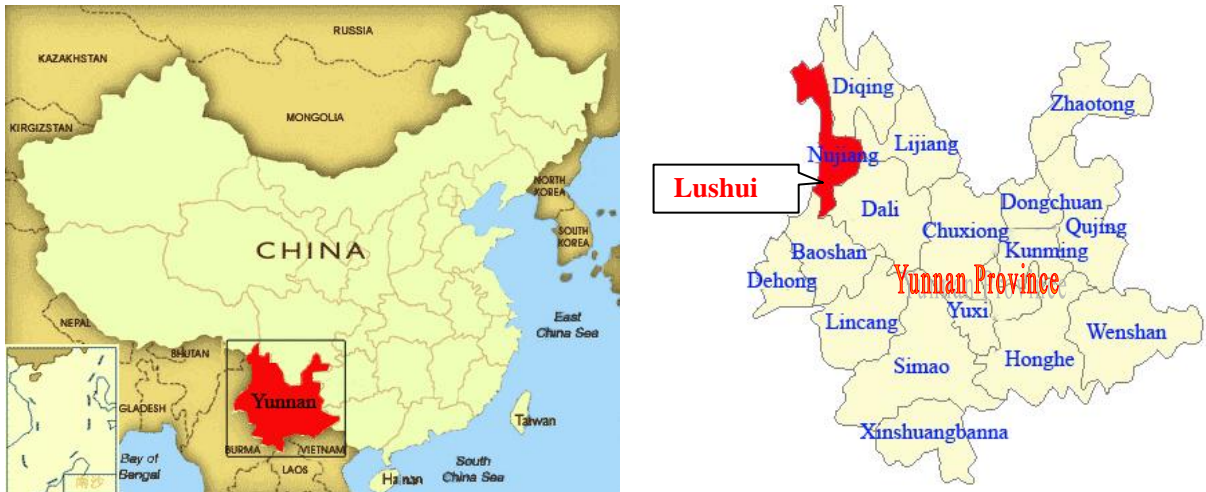 RUSSIA
KAZAKHSTAN
MONGOLIA
KIRGIZSTAN
NORTH
KOREA
SOUTH
KOREA
CHINA
East
China Sea
NEPAL
BHUTAN
GLADESH
Yunnan
Taiwan
BURMA
VIETNAM
LAOS
Bay of
Bengal
South
China Sea
Hainan
南沙
Diqing
Zhaotong
Lijiang
Nujiang
Lushui
Dali
Dongchuan
Chuxiong
Qujing
Baoshan
Kunming
Dehong
Yunnan Province
Lincang
Yuxi
Wenshan
Simao
Honghe
Xinshuangbanna